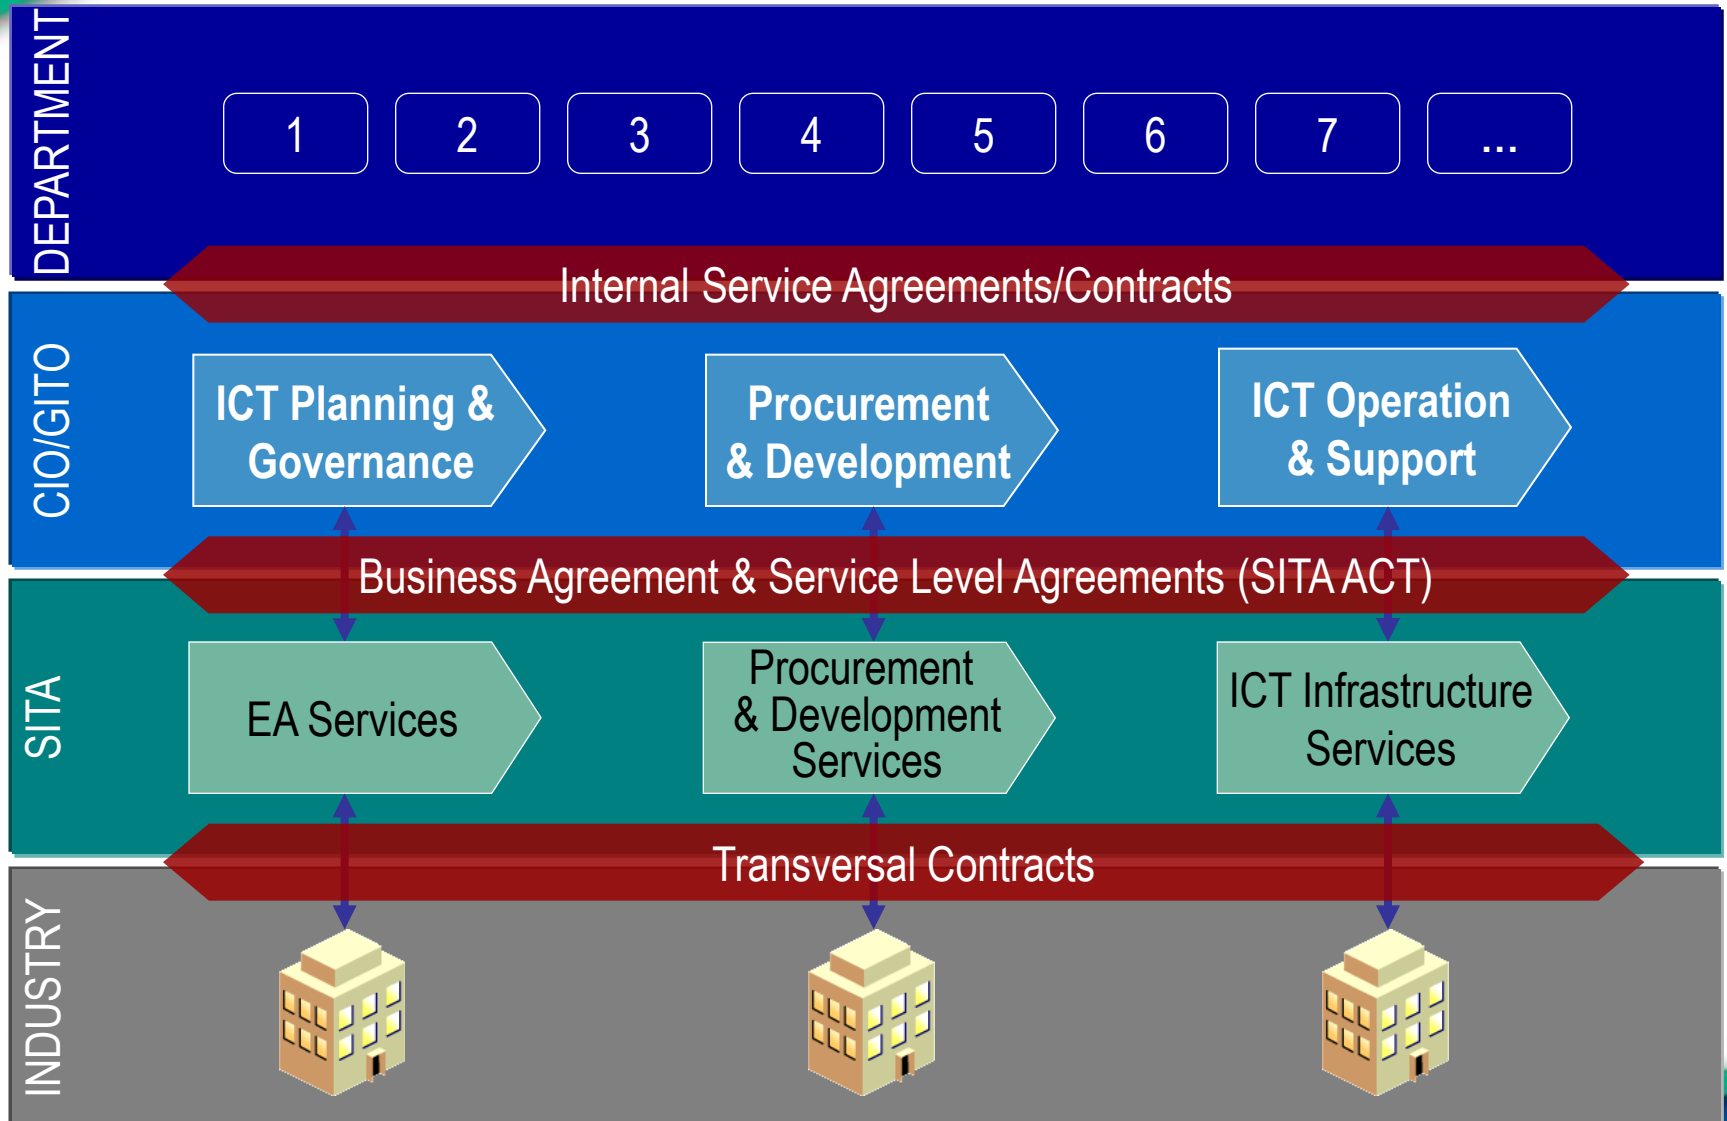 DEPARTMENT
1
2
3
4
5
6
7
...
Internal Service Agreements/Contracts
CIO/GITO
ICT Planning &
Governance
Procurement
& Development
ICT Operation
& Support
Business Agreement & Service Level Agreements (SITA ACT)
SITA
EA Services
Procurement
& Development
Services
ICT Infrastructure
Services
Transversal Contracts
INDUSTRY